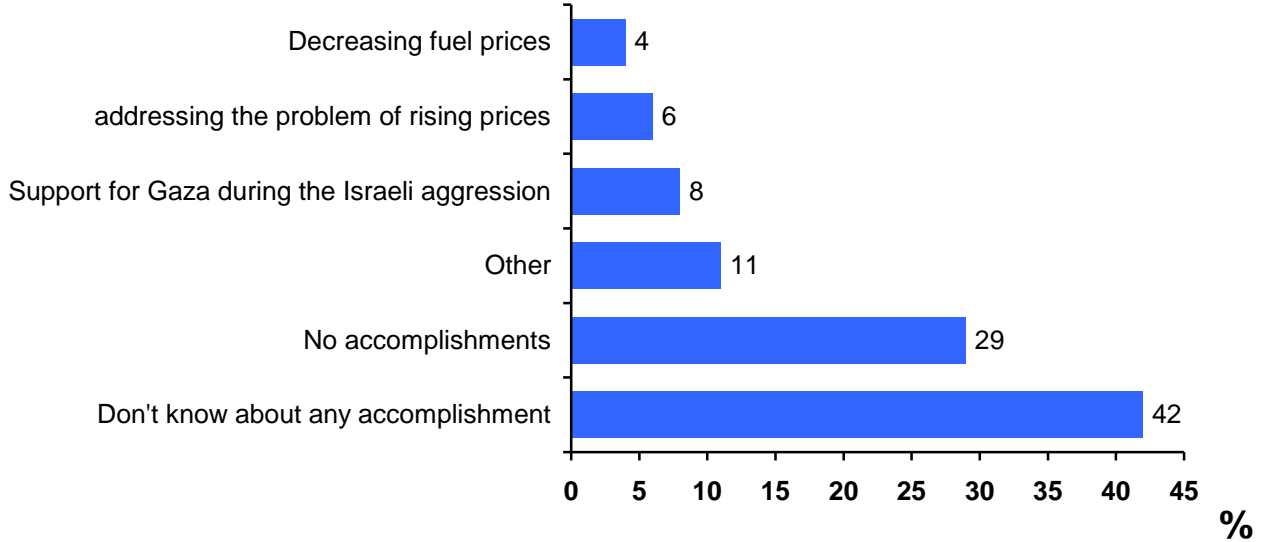 Decreasing fuel prices 4
addressing the problem of rising prices 6
Support for Gaza during the Israeli aggression 8
Other 11
No accomplishments 29
Don't know about any accomplishment 42
0 5 10 15 20 25 30 35 40 45
%